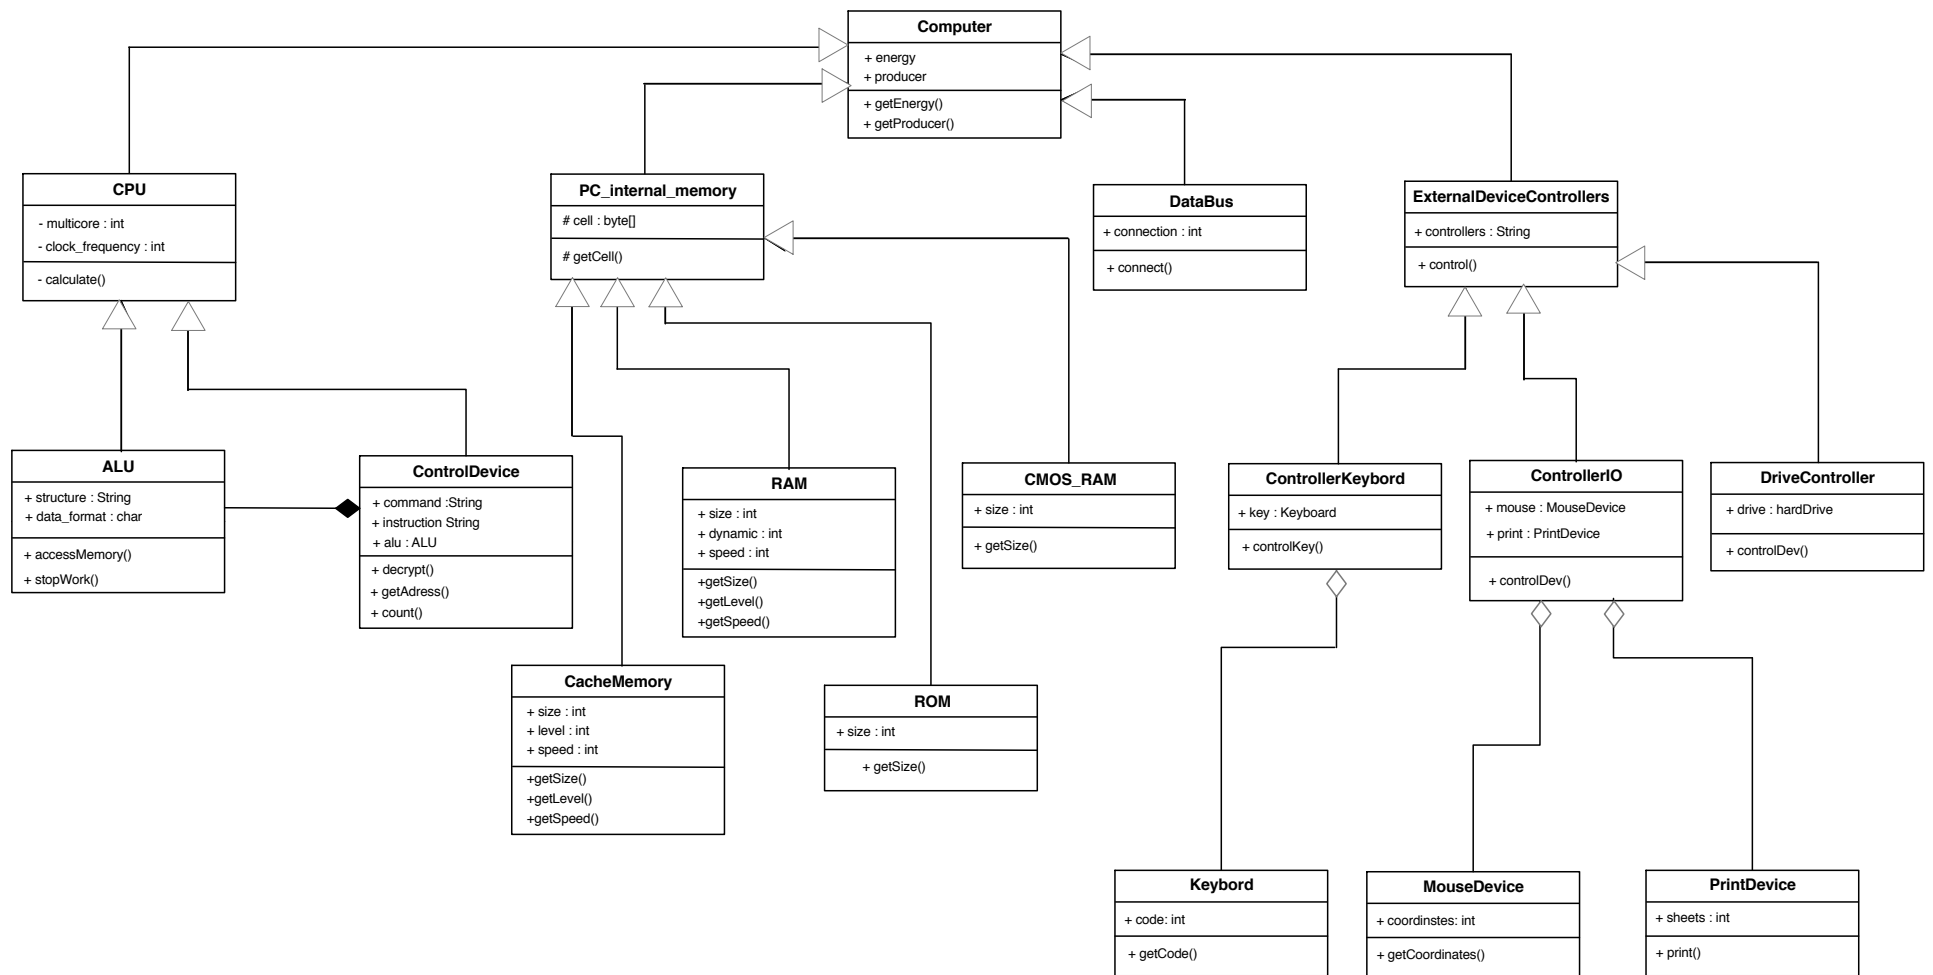 Computer
+ energy
+ producer
+ getEnergy()
+ getProducer()
CPU
- multicore : int
- clock_frequency : int
- calculate()
PC_internal_memory
# cell : byte[]
# getCell()
DataBus
+ connection : int
+ connect()
ExternalDeviceControllers
+ controllers : String
+ control()
ALU
+ structure : String
+ data_format : char
+ accessMemory()
+ stopWork()
ControlDevice
+ command :String
+ instruction String
+ alu : ALU
+ decrypt()
+ getAdress()
+ count()
RAM
+ size : int
+ dynamic : int
+ speed : int
+getSize()
+getLevel()
+getSpeed()
CMOS_RAM
+ size : int
+ getSize()
ControllerKeybord
+ key : Keyboard
+ controlKey()
ControllerIO
+ mouse : MouseDevice
+ print : PrintDevice
+ controlDev()
DriveController
+ drive : hardDrive
+ controlDev()
CacheMemory
+ size : int
+ level : int
+ speed : int
+getSize()
+getLevel()
+getSpeed()
ROM
+ size : int
+ getSize()
Keybord
+ code: int
+ getCode()
MouseDevice
+ coordinstes: int
+ getCoordinates()
PrintDevice
+ sheets : int
+ print()